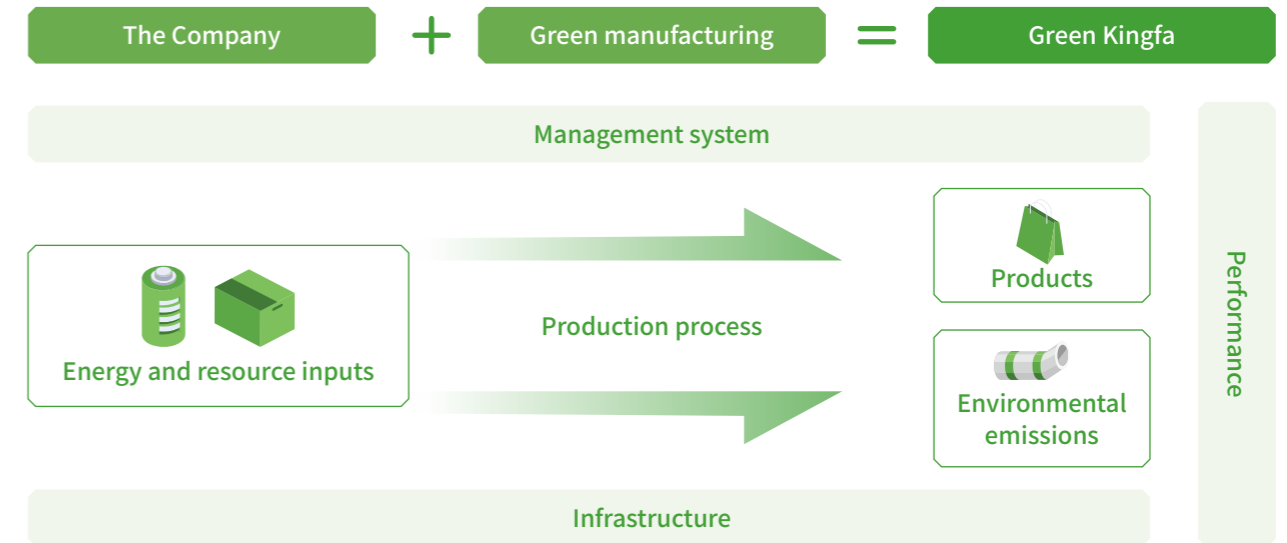 The Company
+
Green manufacturing
=
Green Kingfa
Management system
Energy and resource inputs
Production process
Products
Environmental
emissions
Performance
Infrastructure